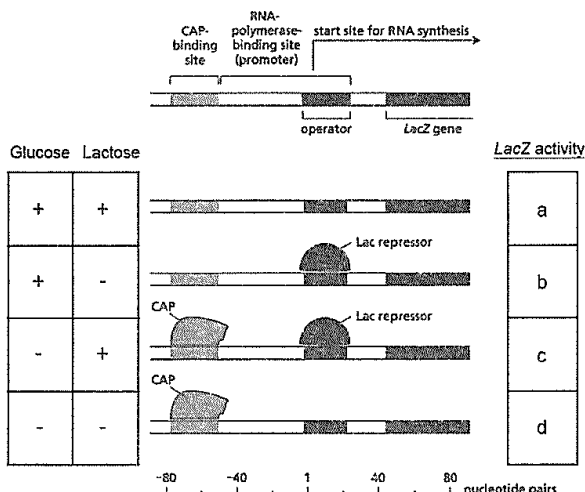 CAP-
binding
site
RNA-
polymerase-
binding site
(promoter)
start site for RNA synthesis
operator
LacZ gene
Glucose Lactose
LacZ activity
+ + a
Lac repressor
+ - b
CAP
Lac repressor
- + c
CAP
- - d
-80 -40 1 40 80
nucleotide pairs